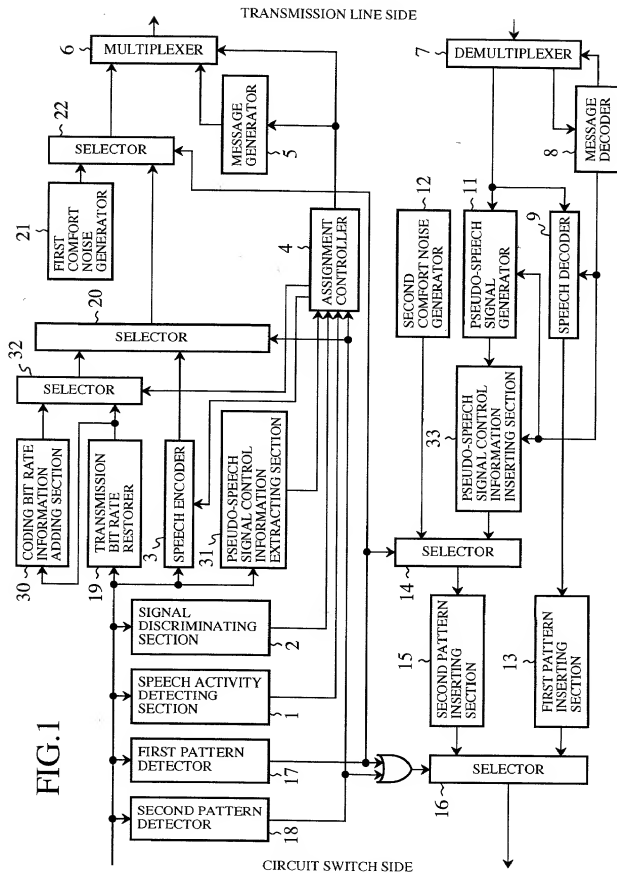 FIG.1
TRANSMISSION LINE SIDE
CIRCUIT SWITCH SIDE
6
MULTIPLEXER
22
SELECTOR
MESSAGE
GENERATOR
5
21
FIRST
COMFORT
NOISE
GENERATOR
20
SELECTOR
4
ASSIGNMENT
CONTROLLER
32
SELECTOR
CODING BIT RATE
INFORMATION
ADDING SECTION
30
TRANSMISSION
BIT RATE
RESTORER
19
SPEECH ENCODER
3
PSEUDO-SPEECH
SIGNAL CONTROL
INFORMATION
EXTRACTING SECTION
31
SIGNAL
DISCRIMINATING
SECTION
2
SPEECH ACTIVITY
DETECTING
SECTION
1
FIRST PATTERN
DETECTOR
17
SECOND PATTERN
DETECTOR
18
7
DEMULTIPLEXER
MESSAGE
DECODER
8
12
SECOND
COMFORT NOISE
GENERATOR
11
PSEUDO-SPEECH
SIGNAL
GENERATOR
9
SPEECH DECODER
33
PSEUDO-SPEECH
SIGNAL CONTROL
INFORMATION
INSERTING SECTION
SELECTOR
14
15
SECOND PATTERN
INSERTING
SECTION
13
FIRST PATTERN
INSERTING
SECTION
SELECTOR
16